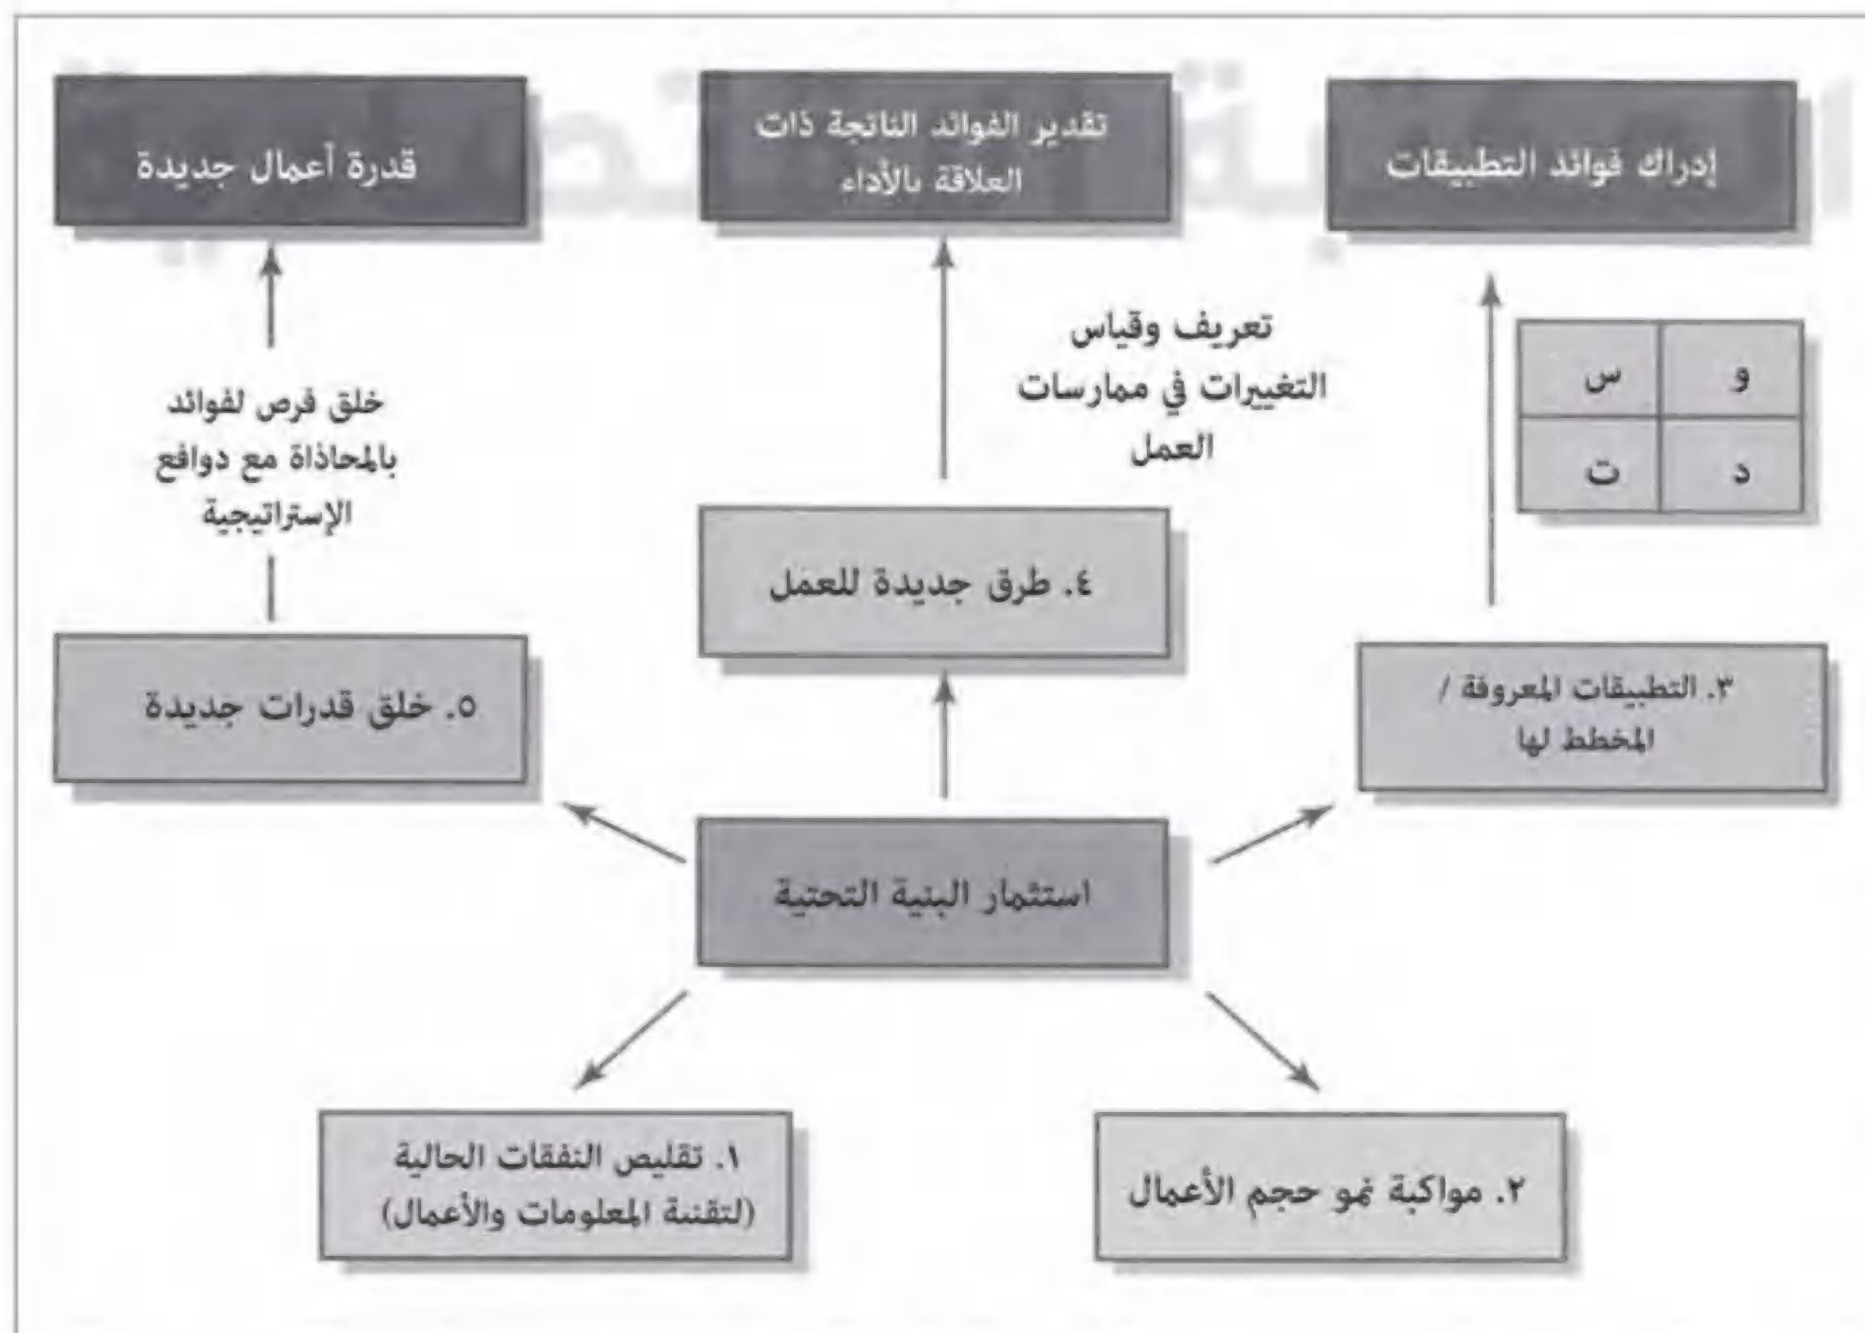 إدراك فوائد التطبيقات
تقدير الفوائد الناتجة ذات
العلاقة بالأداء
قدرة أعمال جديدة
و س
د ت
تعريف وقياس
التغييرات في ممارسات
العمل
خلق فرص لفوائد
بالمحاذاة مع دوافع
الإستراتيجية
٣. التطبيقات المعروفة /
المخطط لها
٤. طرق جديدة للعمل
٥. خلق قدرات جديدة
استثمار البنية التحتية
٢. مواكبة نمو حجم الأعمال
١. تقليص النفقات الحالية
(لتقنية المعلومات والأعمال)